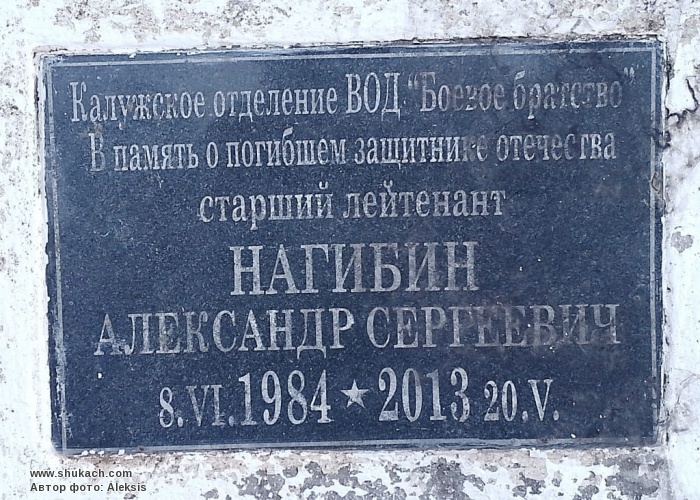 Калужское отделение ВОД "Боевое братство"
В память о погибшем защитнике отечества
старший лейтенант
НАГИБИН
АЛЕКСАНДР СЕРГЕЕВИЧ
8.VI.1984 ★ 2013 20.V.
www.shukach.com
Автор фото: Aleksis